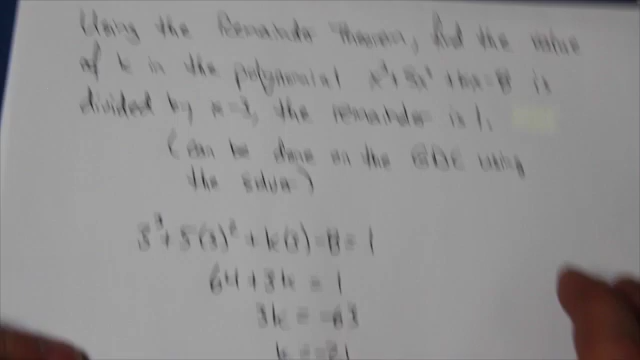 Using the Remainder Theorem, find the value
of k in the polynomial x³+5x²+kx-8 is
divided by x-3, the remainder is 1.
(can be done on the GDC using
the solver)
3³+5(3)²+k(3)-8=1
64+3k=1
3k=-63
k=-21